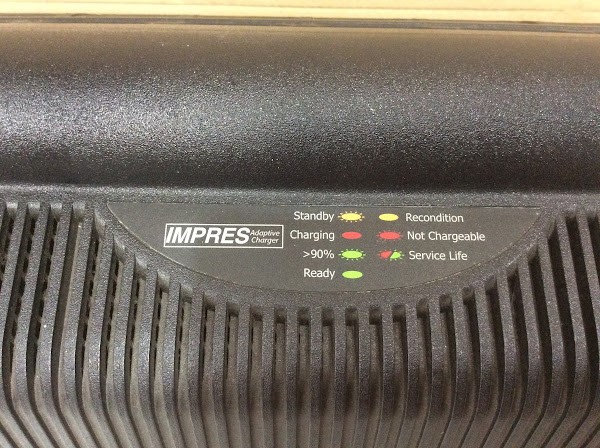 IMPRES Adaptive Charger
Standby Recondition
Charging Not Chargeable
>90% Service Life
Ready